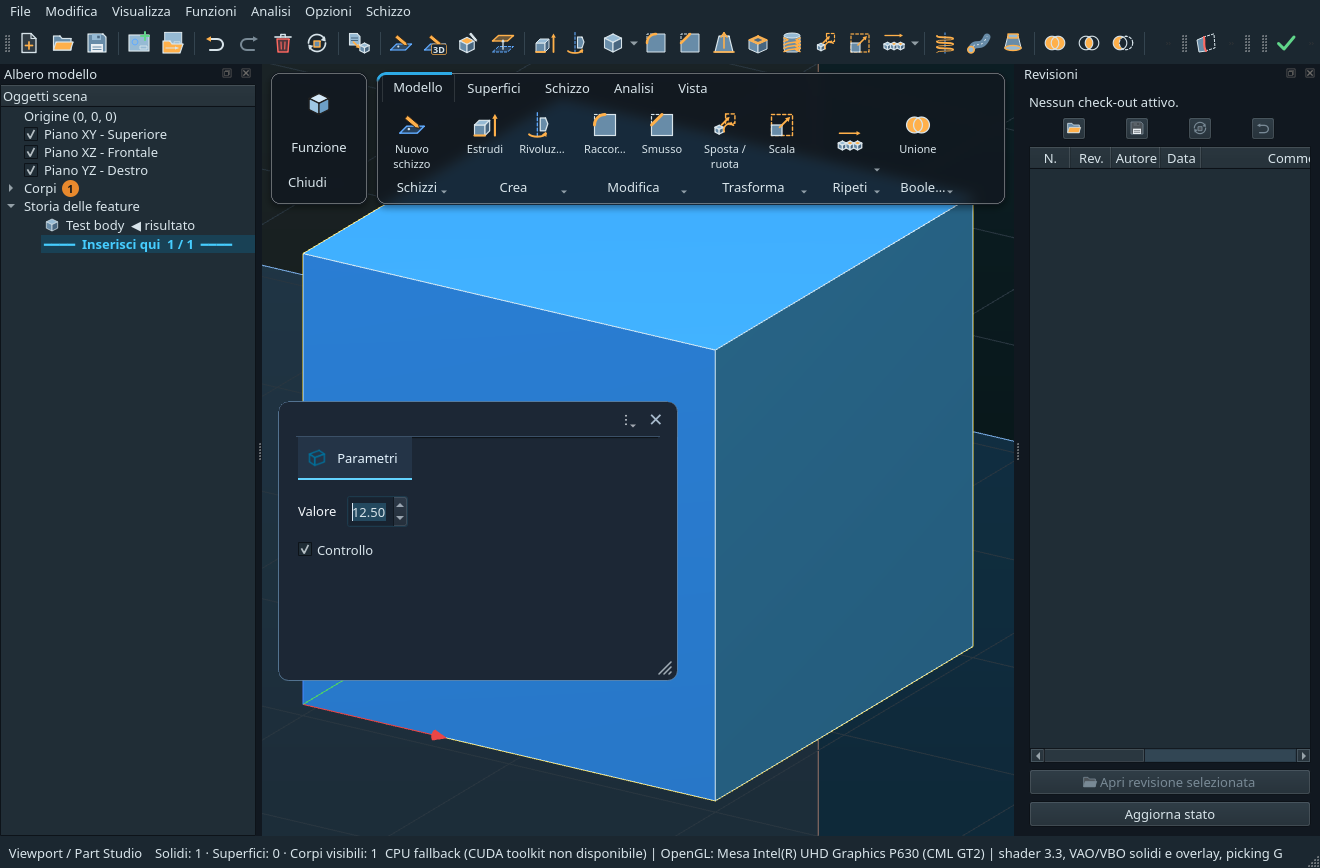 File Modifica Visualizza Funzioni Analisi Opzioni Schizzo
3D
Albero modello
Oggetti scena
Origine (0, 0, 0)
Piano XY - Superiore
Piano XZ - Frontale
Piano YZ - Destro
Corpi 1
Storia delle feature
Test body ◀ risultato
Inserisci qui 1 / 1
Funzione
Chiudi
Modello Superfici Schizzo Analisi Vista
Nuovo schizzo
Estrudi
Rivoluz...
Raccor...
Smusso
Sposta / ruota
Scala
Unione
Schizzi Crea Modifica Trasforma Ripeti Boole...
Parametri
Valore 12.50
Controllo
Revisioni
Nessun check-out attivo.
N. Rev. Autore Data
Apri revisione selezionata
Aggiorna stato
Viewport / Part Studio Solidi: 1 · Superfici: 0 · Corpi visibili: 1 CPU fallback (CUDA toolkit non disponibile) | OpenGL: Mesa Intel(R) UHD Graphics P630 (CML GT2) | shader 3.3, VAO/VBO solidi e overlay, picking G